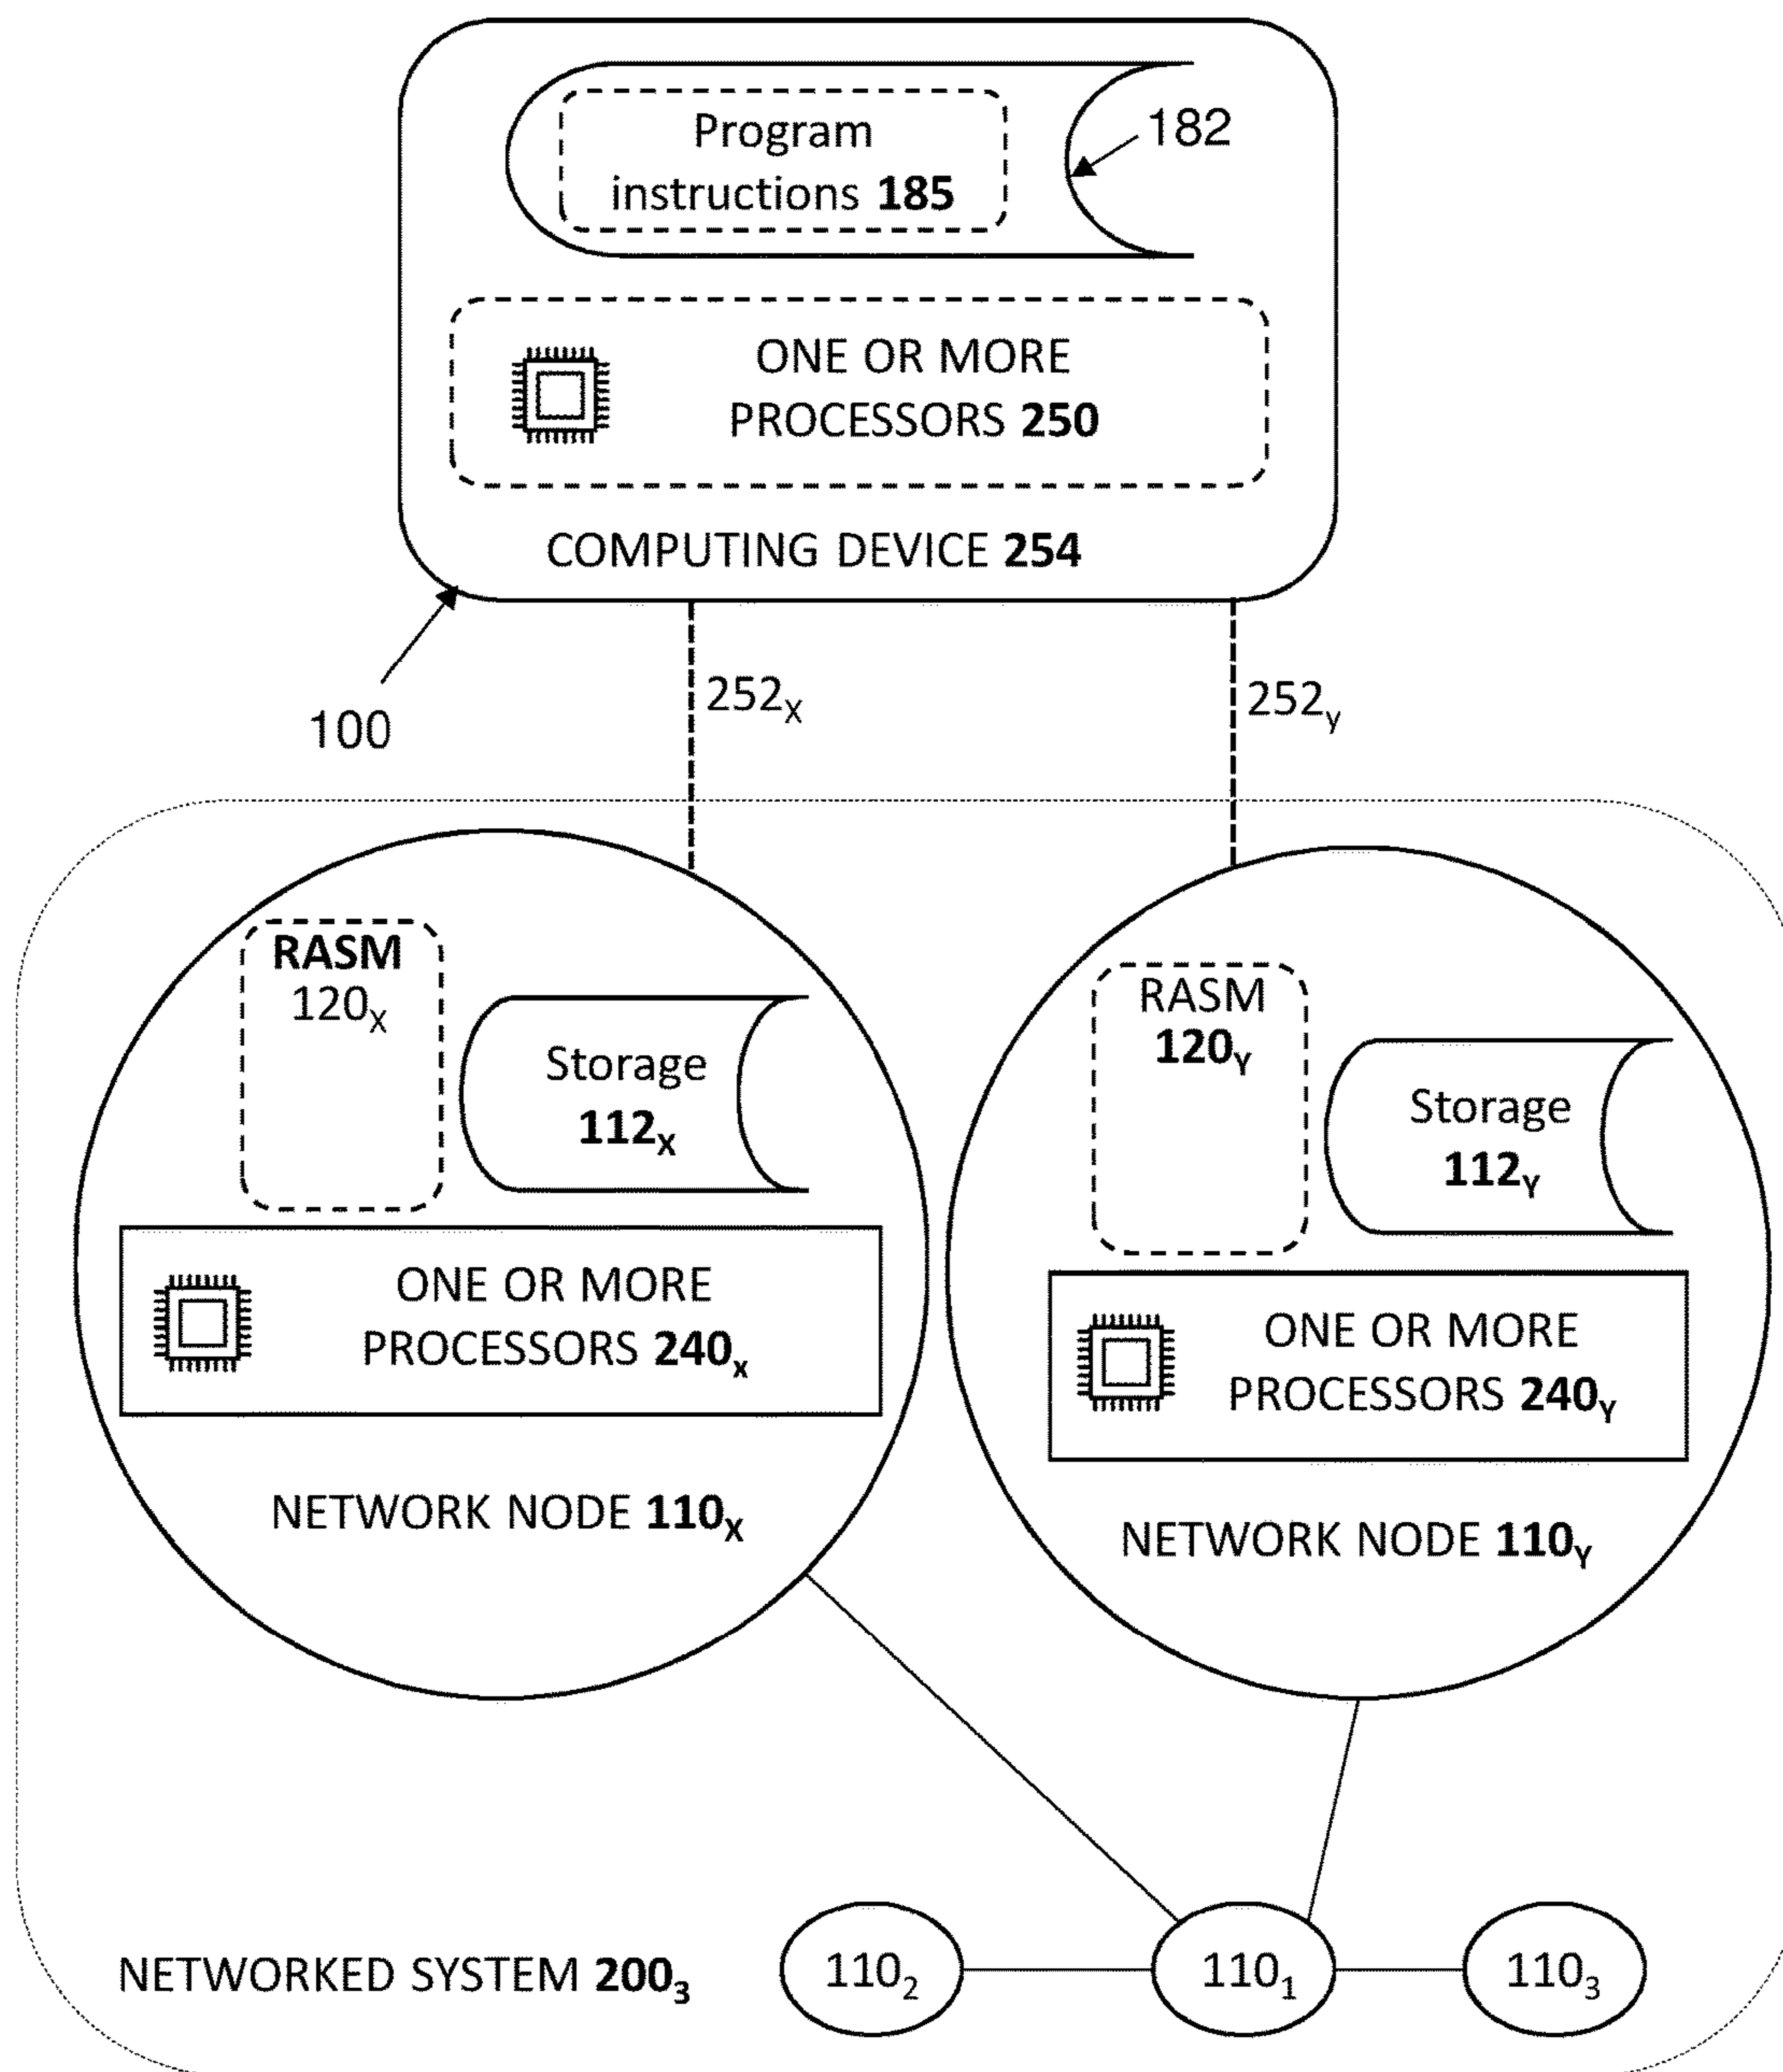 Program
instructions 185
182
ONE OR MORE
PROCESSORS 250
COMPUTING DEVICE 254
100
252X
252y
RASM
120X
Storage
112X
ONE OR MORE
PROCESSORS 240x
NETWORK NODE 110X
RASM
120Y
Storage
112Y
ONE OR MORE
PROCESSORS 240Y
NETWORK NODE 110Y
NETWORKED SYSTEM 2003
1102
1101
1103